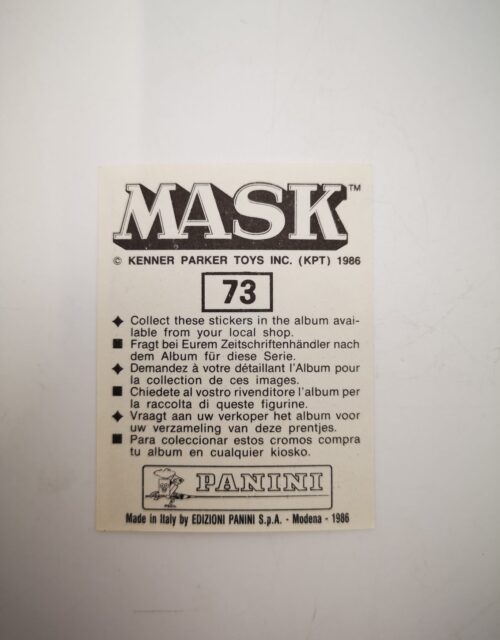 MASK™
© KENNER PARKER TOYS INC. (KPT) 1986
73
✦ Collect these stickers in the album avai-
lable from your local shop.
■ Fragt bei Eurem Zeitschriftenhändler nach
dem Album für diese Serie.
✦ Demandez à votre détaillant l'Album pour
la collection de ces images.
■ Chiedete al vostro rivenditore l'album per
la raccolta di queste figurine.
✦ Vraagt aan uw verkoper het album voor
uw verzameling van deze prentjes.
■ Para coleccionar estos cromos compra
tu album en cualquier kiosko.
PANINI
Made in Italy by EDIZIONI PANINI S.p.A. - Modena - 1986